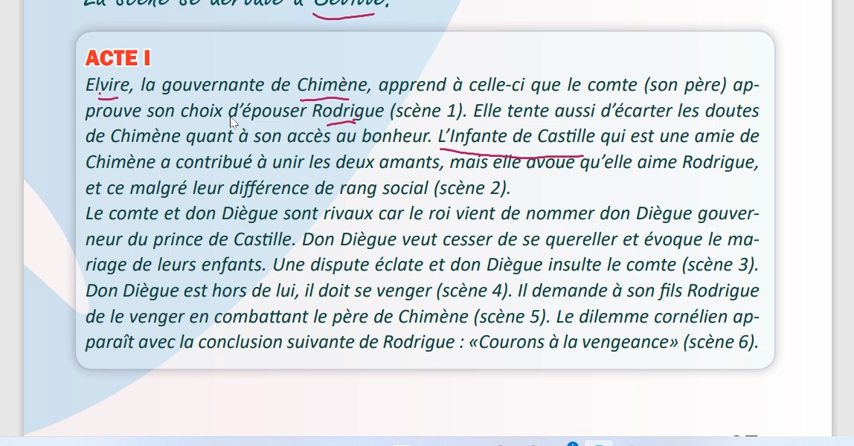 La scène se déroule à Séville.
ACTE I
Elvire, la gouvernante de Chimène, apprend à celle-ci que le comte (son père) ap-
prouve son choix d'épouser Rodrigue (scène 1). Elle tente aussi d'écarter les doutes
de Chimène quant à son accès au bonheur. L'Infante de Castille qui est une amie de
Chimène a contribué à unir les deux amants, mais elle avoue qu'elle aime Rodrigue,
et ce malgré leur différence de rang social (scène 2).
Le comte et don Diègue sont rivaux car le roi vient de nommer don Diègue gouver-
neur du prince de Castille. Don Diègue veut cesser de se quereller et évoque le ma-
riage de leurs enfants. Une dispute éclate et don Diègue insulte le comte (scène 3).
Don Diègue est hors de lui, il doit se venger (scène 4). Il demande à son fils Rodrigue
de le venger en combattant le père de Chimène (scène 5). Le dilemme cornélien ap-
paraît avec la conclusion suivante de Rodrigue : «Courons à la vengeance» (scène 6).